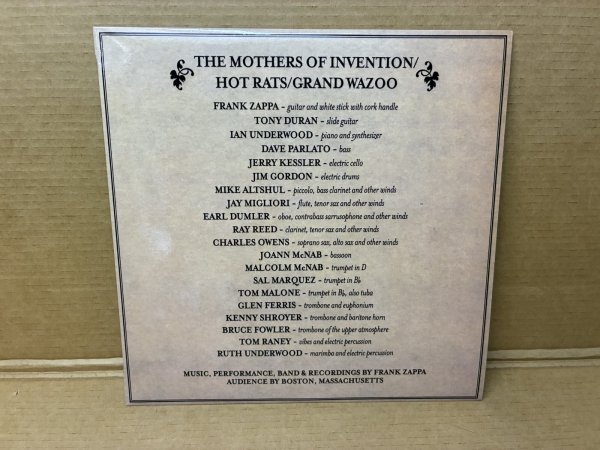 THE MOTHERS OF INVENTION/
HOT RATS/GRAND WAZOO
FRANK ZAPPA - guitar and white stick with cork handle
TONY DURAN - slide guitar
IAN UNDERWOOD - piano and synthesizer
DAVE PARLATO - bass
JERRY KESSLER - electric cello
JIM GORDON - electric drums
MIKE ALTSHUL - piccolo, bass clarinet and other winds
JAY MIGLIORI - flute, tenor sax and other winds
EARL DUMLER - oboe, contrabass sarrusophone and other winds
RAY REED - clarinet, tenor sax and other winds
CHARLES OWENS - soprano sax, alto sax and other winds
JOANN McNAB - bassoon
MALCOLM McNAB - trumpet in D
SAL MARQUEZ - trumpet in B♭
TOM MALONE - trumpet in B♭, also tuba
GLEN FERRIS - trombone and euphonium
KENNY SHROYER - trombone and baritone horn
BRUCE FOWLER - trombone of the upper atmosphere
TOM RANEY - vibes and electric percussion
RUTH UNDERWOOD - marimba and electric percussion
MUSIC, PERFORMANCE, BAND & RECORDINGS BY FRANK ZAPPA
AUDIENCE BY BOSTON, MASSACHUSETTS